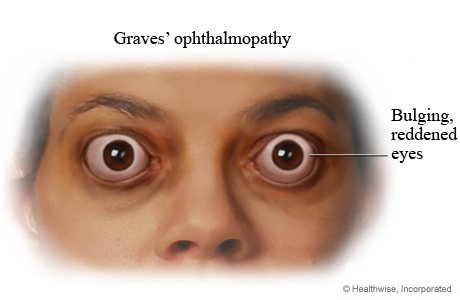 Graves’ ophthalmopathy
Bulging,
reddened
eyes
© Healthwise, Incorporated